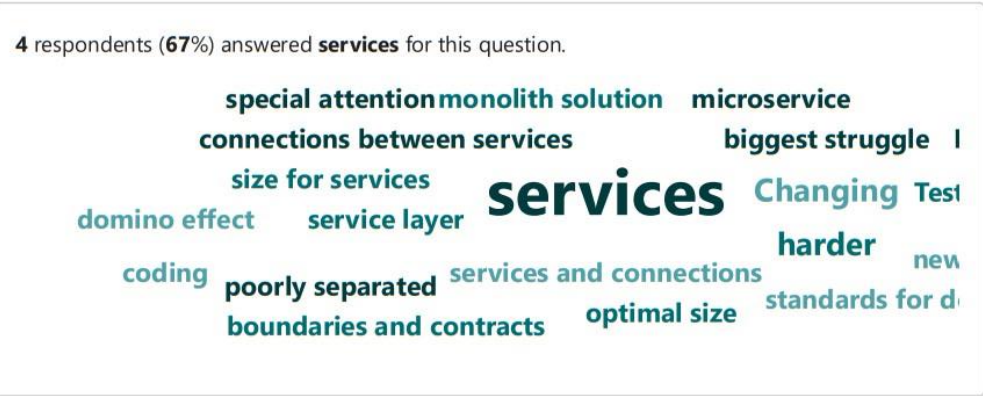 4 respondents (67%) answered services for this question.
special attention monolith solution microservice
connections between services biggest struggle
size for services services Changing Test
domino effect service layer
harder
coding poorly separated services and connections new
boundaries and contracts optimal size standards for d